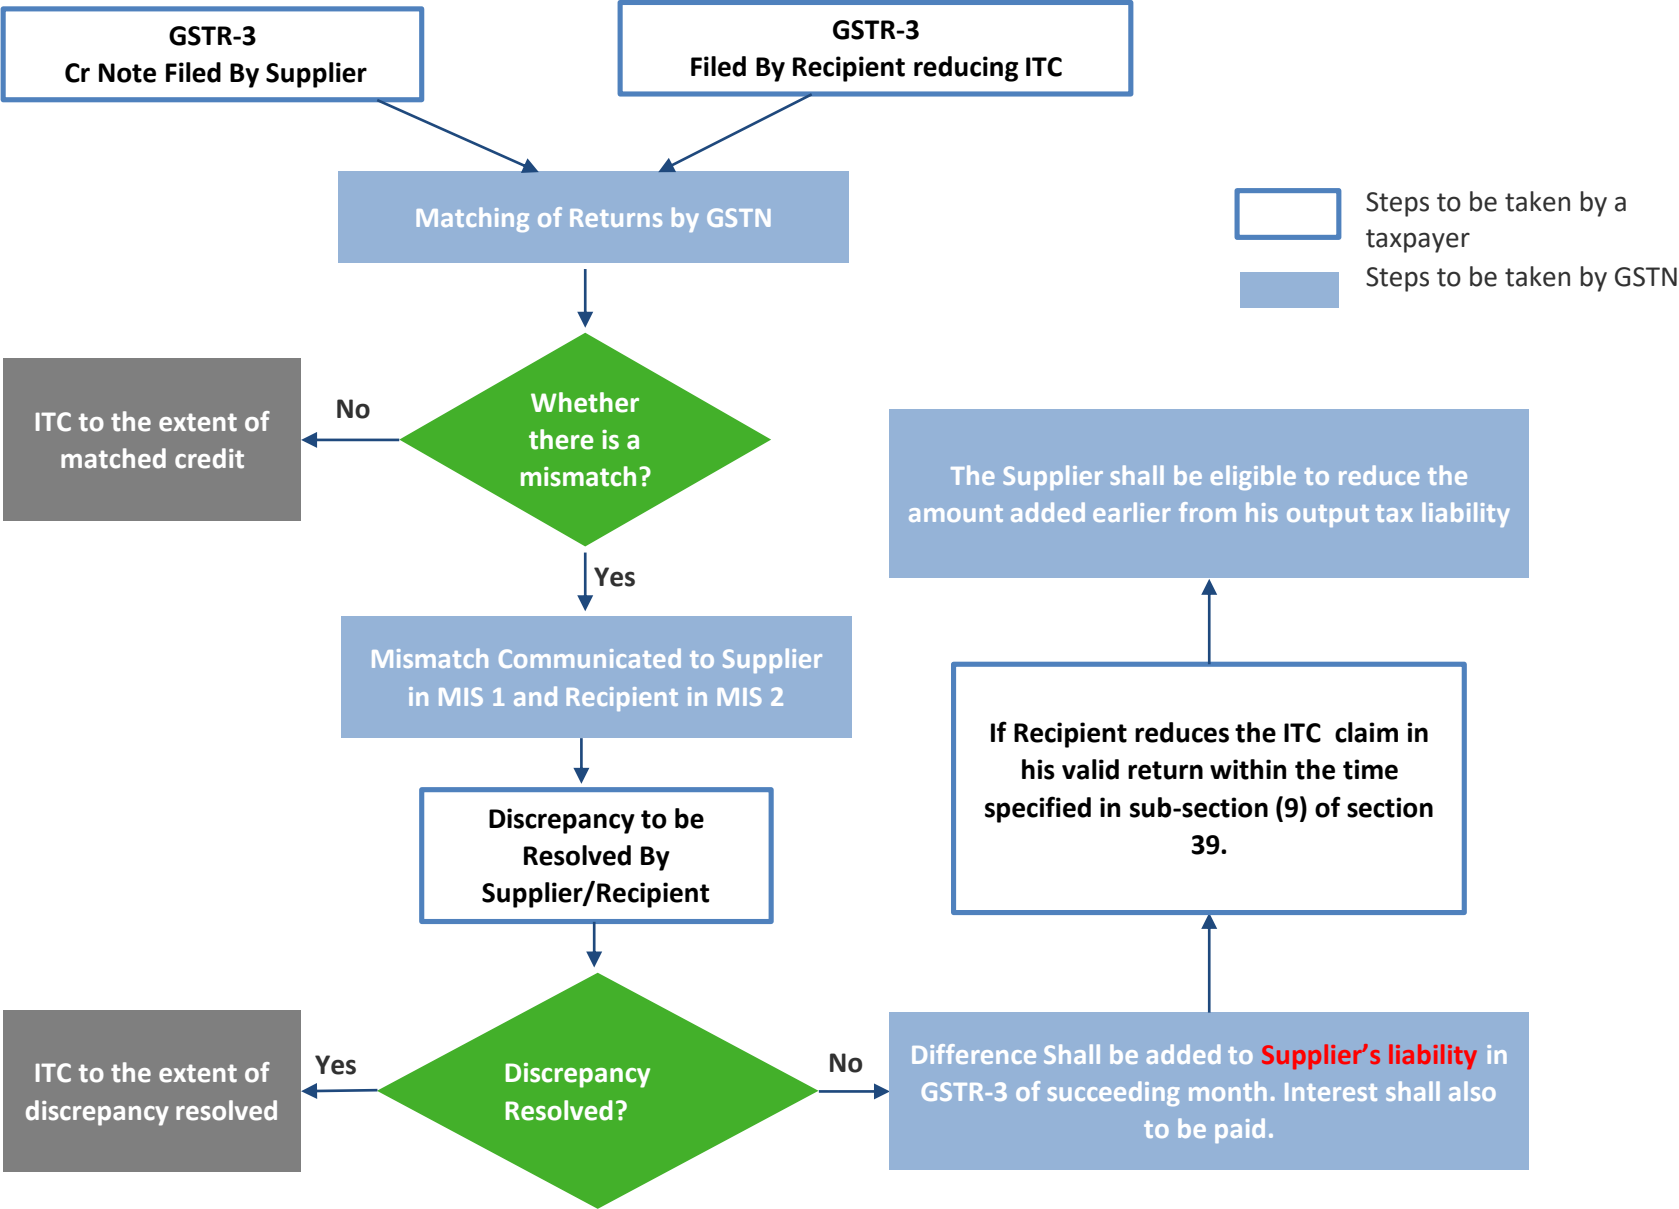 GSTR-3
Cr Note Filed By Supplier
GSTR-3
Filed By Recipient reducing ITC
Matching of Returns by GSTN
Steps to be taken by a
taxpayer
Steps to be taken by GSTN
Whether
there is a
mismatch?
No
ITC to the extent of
matched credit
Yes
Mismatch Communicated to Supplier
in MIS 1 and Recipient in MIS 2
Discrepancy to be
Resolved By
Supplier/Recipient
Discrepancy
Resolved?
Yes
ITC to the extent of
discrepancy resolved
No
Difference Shall be added to Supplier’s liability in
GSTR-3 of succeeding month. Interest shall also
to be paid.
If Recipient reduces the ITC claim in
his valid return within the time
specified in sub-section (9) of section
39.
The Supplier shall be eligible to reduce the
amount added earlier from his output tax liability